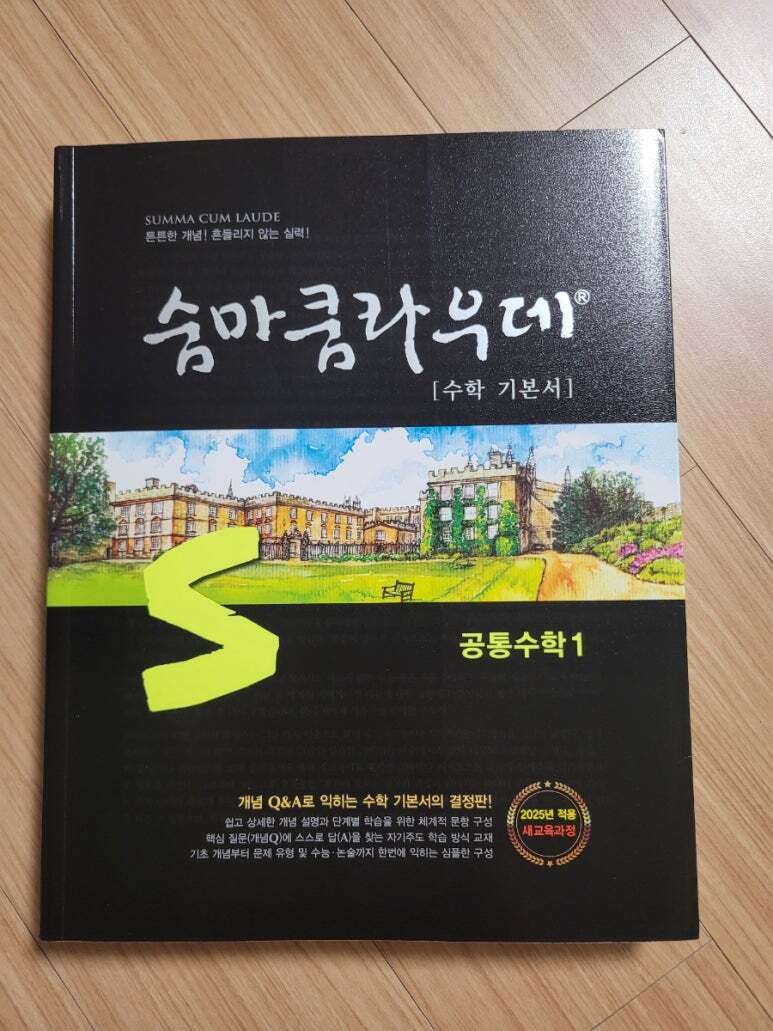 SUMMA CUM LAUDE
튼튼한 개념! 흔들리지 않는 실력!
숨마쿰라우데®
[수학 기본서]
S
공통수학1
개념 Q&A로 익히는 수학 기본서의 결정판!
쉽고 상세한 개념 설명과 단계별 학습을 위한 체계적 문항 구성
핵심 질문(개념Q)에 스스로 답(A)을 찾는 자기주도 학습 방식 교재
기초 개념부터 문제 유형 및 수능·논술까지 한번에 익히는 심플한 구성
2025년 적용
새교육과정